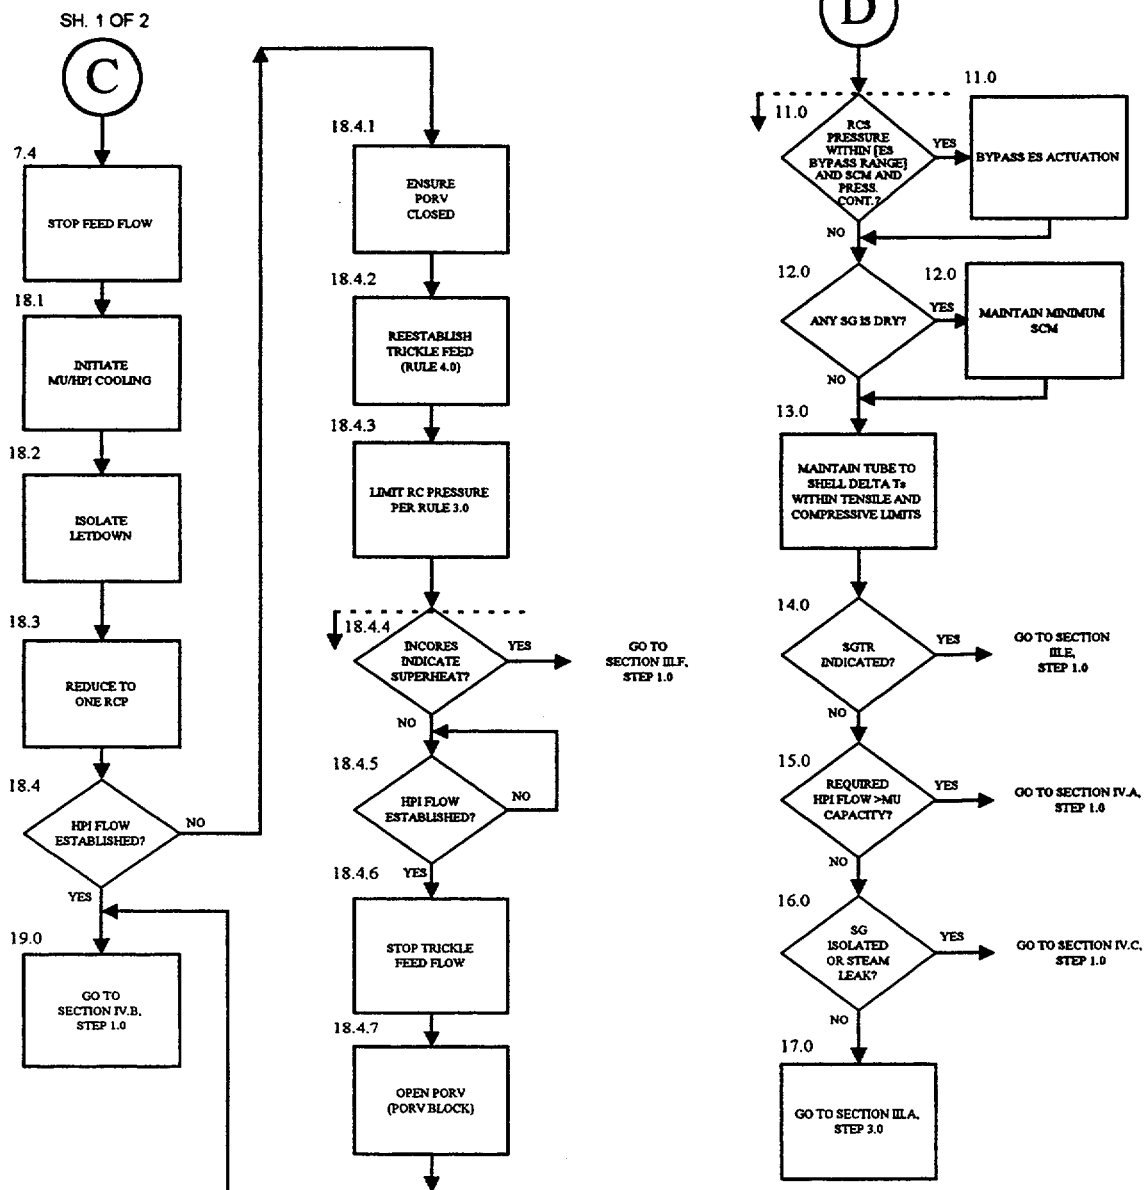 SH. 1 OF 2
C
7.4
STOP FEED FLOW
18.1
INITIATE
MU/HPI COOLING
18.2
ISOLATE
LETDOWN
18.3
REDUCE TO
ONE RCP
18.4
HPI FLOW
ESTABLISHED?
NO
YES
19.0
GO TO
SECTION IV.B,
STEP 1.0
18.4.1
ENSURE
PORV
CLOSED
18.4.2
REESTABLISH
TRICKLE FEED
(RULE 4.0)
18.4.3
LIMIT RC PRESSURE
PER RULE 3.0
18.4.4
INCORES
INDICATE
SUPERHEAT?
YES
GO TO
SECTION III.F,
STEP 1.0
NO
18.4.5
HPI FLOW
ESTABLISHED?
NO
YES
18.4.6
STOP TRICKLE
FEED FLOW
18.4.7
OPEN PORV
(PORV BLOCK)
D
11.0
RCS
PRESSURE
WITHIN [ES
BYPASS RANGE]
AND SCM AND
PRESS.
CONT.?
YES
11.0
BYPASS ES ACTUATION
NO
12.0
ANY SG IS DRY?
YES
12.0
MAINTAIN MINIMUM
SCM
NO
13.0
MAINTAIN TUBE TO
SHELL DELTA Ts
WITHIN TENSILE AND
COMPRESSIVE LIMITS
14.0
SGTR
INDICATED?
YES
GO TO SECTION
III.E,
STEP 1.0
NO
15.0
REQUIRED
HPI FLOW >MU
CAPACITY?
YES
GO TO SECTION IV.A,
STEP 1.0
NO
16.0
SG
ISOLATED
OR STEAM
LEAK?
YES
GO TO SECTION IV.C,
STEP 1.0
NO
17.0
GO TO SECTION III.A,
STEP 3.0